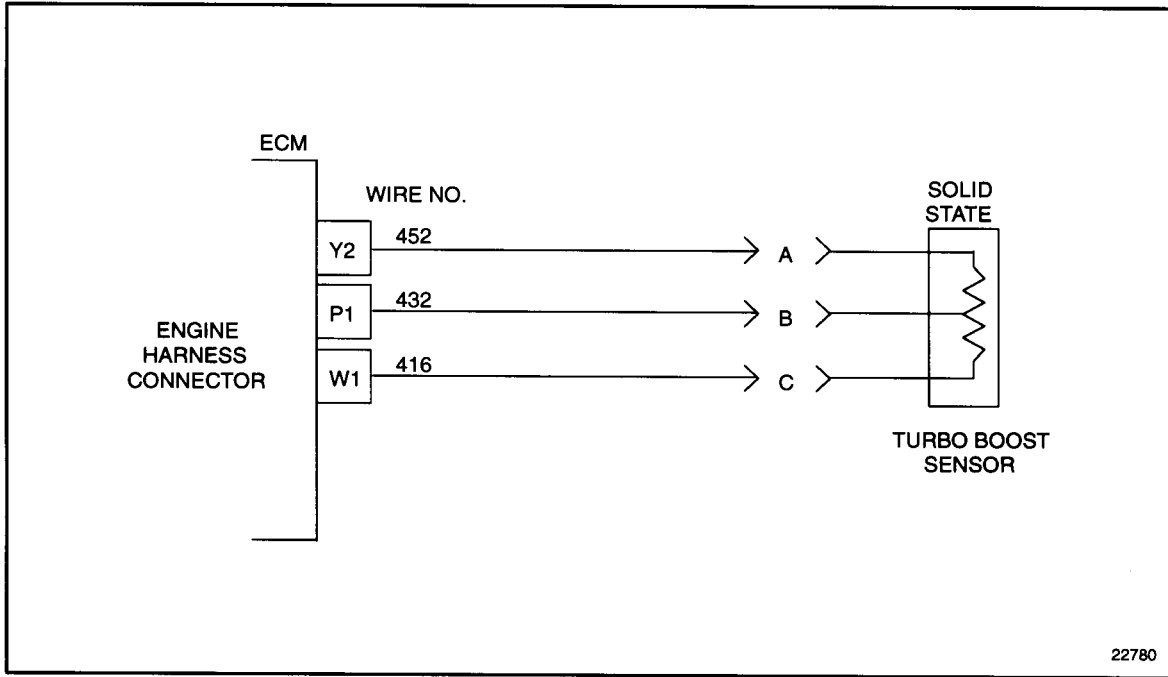 ECM
WIRE NO.
SOLID
STATE
Y2
452
A
P1
432
B
W1
416
C
ENGINE
HARNESS
CONNECTOR
TURBO BOOST
SENSOR
22780